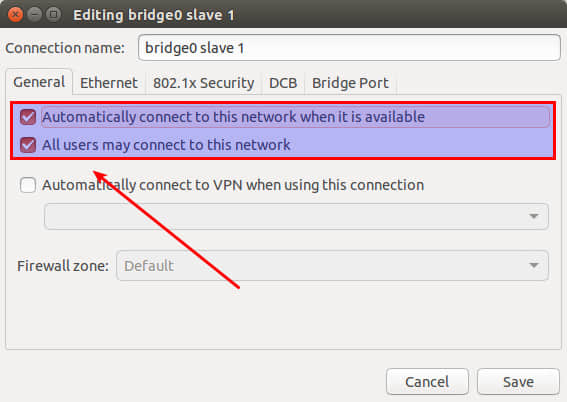 Editing bridge0 slave 1
Connection name: bridge0 slave 1
General Ethernet 802.1x Security DCB Bridge Port
Automatically connect to this network when it is available
All users may connect to this network
Automatically connect to VPN when using this connection
Firewall zone: Default
Cancel Save